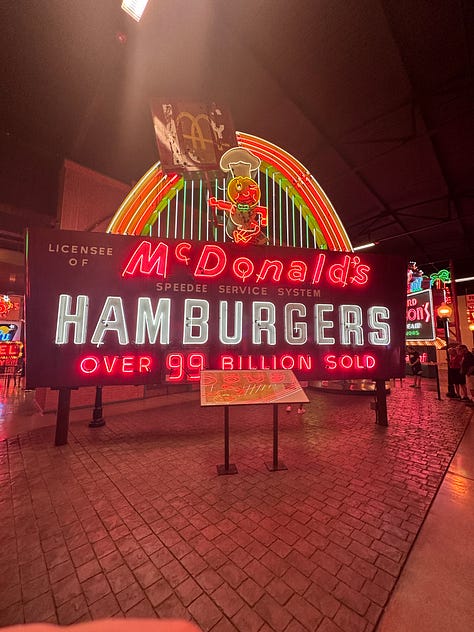 LICENSEE
OF
McDonald's
SPEEDEE SERVICE SYSTEM
HAMBURGERS
OVER 99 BILLION SOLD